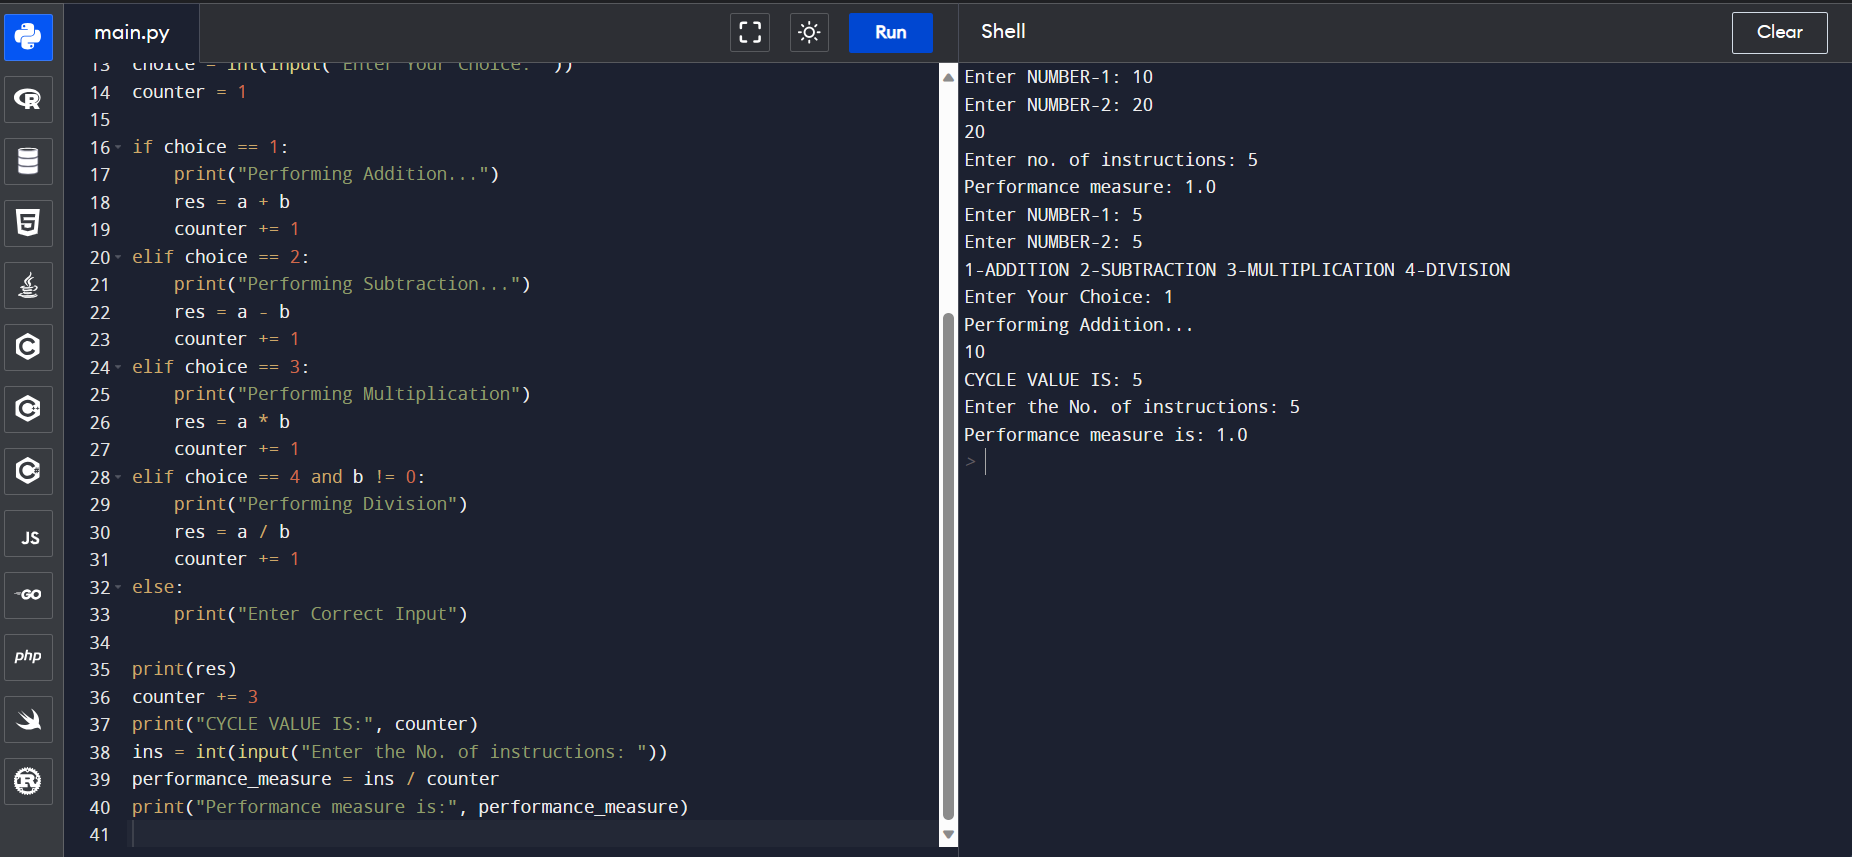 main.py
Run
Shell
Clear
R
5
C
C++
C#
JS
GO
php
R
13 choice = int(input("Enter Your Choice: "))
14 counter = 1
15
16 if choice == 1:
17 print("Performing Addition...")
18 res = a + b
19 counter += 1
20 elif choice == 2:
21 print("Performing Subtraction...")
22 res = a - b
23 counter += 1
24 elif choice == 3:
25 print("Performing Multiplication")
26 res = a * b
27 counter += 1
28 elif choice == 4 and b != 0:
29 print("Performing Division")
30 res = a / b
31 counter += 1
32 else:
33 print("Enter Correct Input")
34
35 print(res)
36 counter += 3
37 print("CYCLE VALUE IS:", counter)
38 ins = int(input("Enter the No. of instructions: "))
39 performance_measure = ins / counter
40 print("Performance measure is:", performance_measure)
41
Enter NUMBER-1: 10
Enter NUMBER-2: 20
20
Enter no. of instructions: 5
Performance measure: 1.0
Enter NUMBER-1: 5
Enter NUMBER-2: 5
1-ADDITION 2-SUBTRACTION 3-MULTIPLICATION 4-DIVISION
Enter Your Choice: 1
Performing Addition...
10
CYCLE VALUE IS: 5
Enter the No. of instructions: 5
Performance measure is: 1.0
>